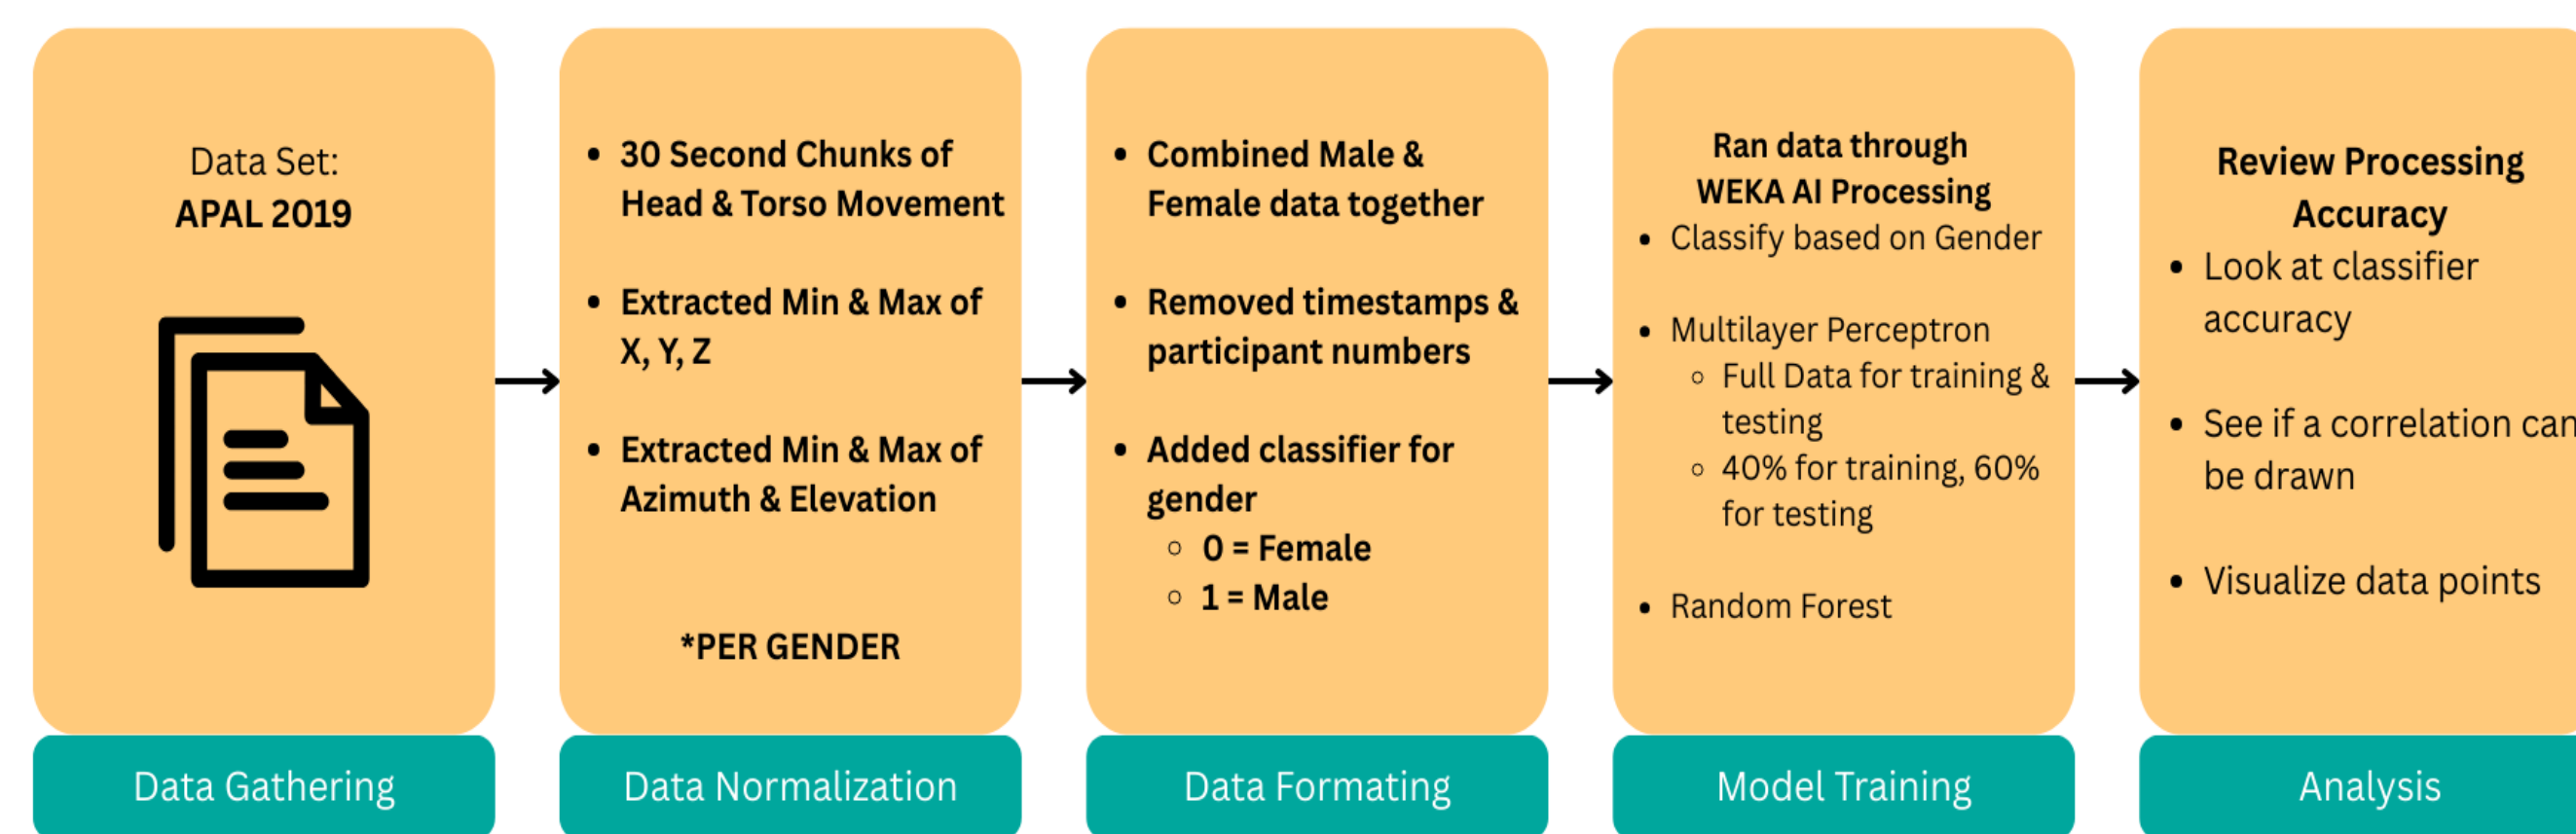 Data Set:
APAL 2019
Data Gathering
• 30 Second Chunks of
Head & Torso Movement
• Extracted Min & Max of
X, Y, Z
• Extracted Min & Max of
Azimuth & Elevation
*PER GENDER
Data Normalization
• Combined Male &
Female data together
• Removed timestamps &
participant numbers
• Added classifier for
gender
○ 0 = Female
○ 1 = Male
Data Formating
Ran data through
WEKA AI Processing
• Classify based on Gender
• Multilayer Perceptron
○ Full Data for training &
testing
○ 40% for training, 60%
for testing
• Random Forest
Model Training
Review Processing
Accuracy
• Look at classifier
accuracy
• See if a correlation can
be drawn
• Visualize data points
Analysis